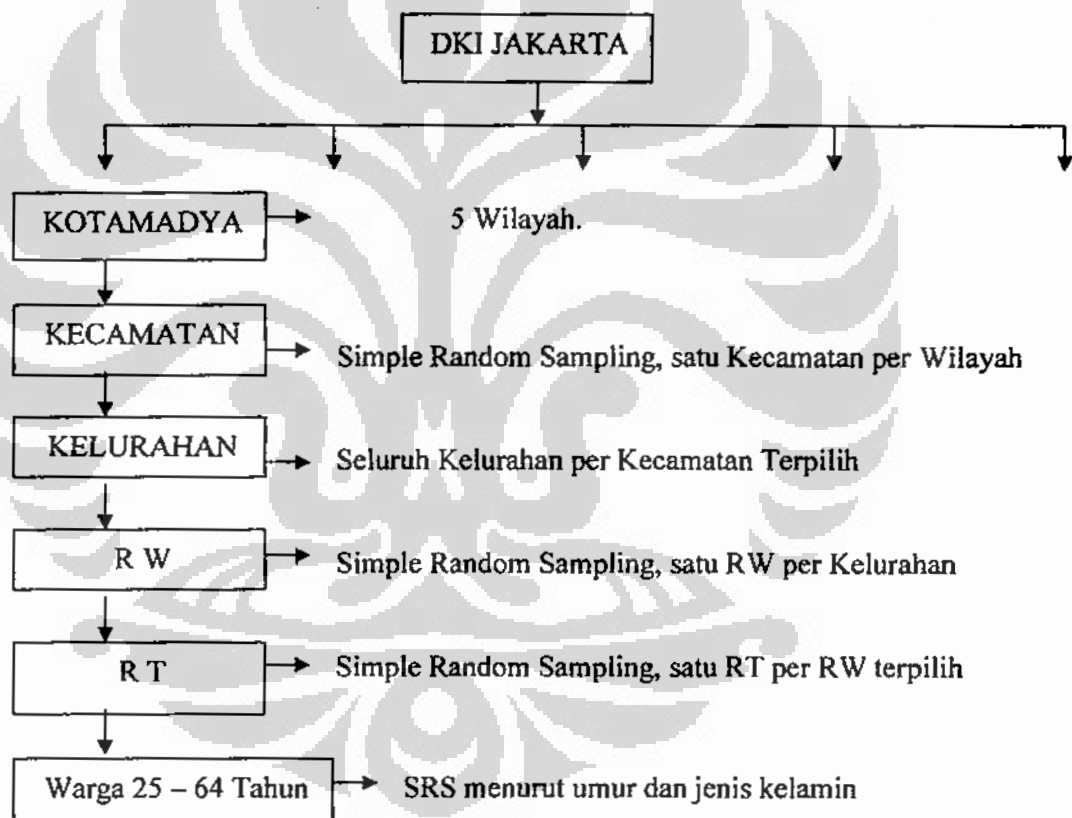 DKI JAKARTA
KOTAMADYA
5 Wilayah.
KECAMATAN
Simple Random Sampling, satu Kecamatan per Wilayah
KELURAHAN
Seluruh Kelurahan per Kecamatan Terpilih
R W
Simple Random Sampling, satu RW per Kelurahan
R T
Simple Random Sampling, satu RT per RW terpilih
Warga 25 – 64 Tahun
SRS menurut umur dan jenis kelamin